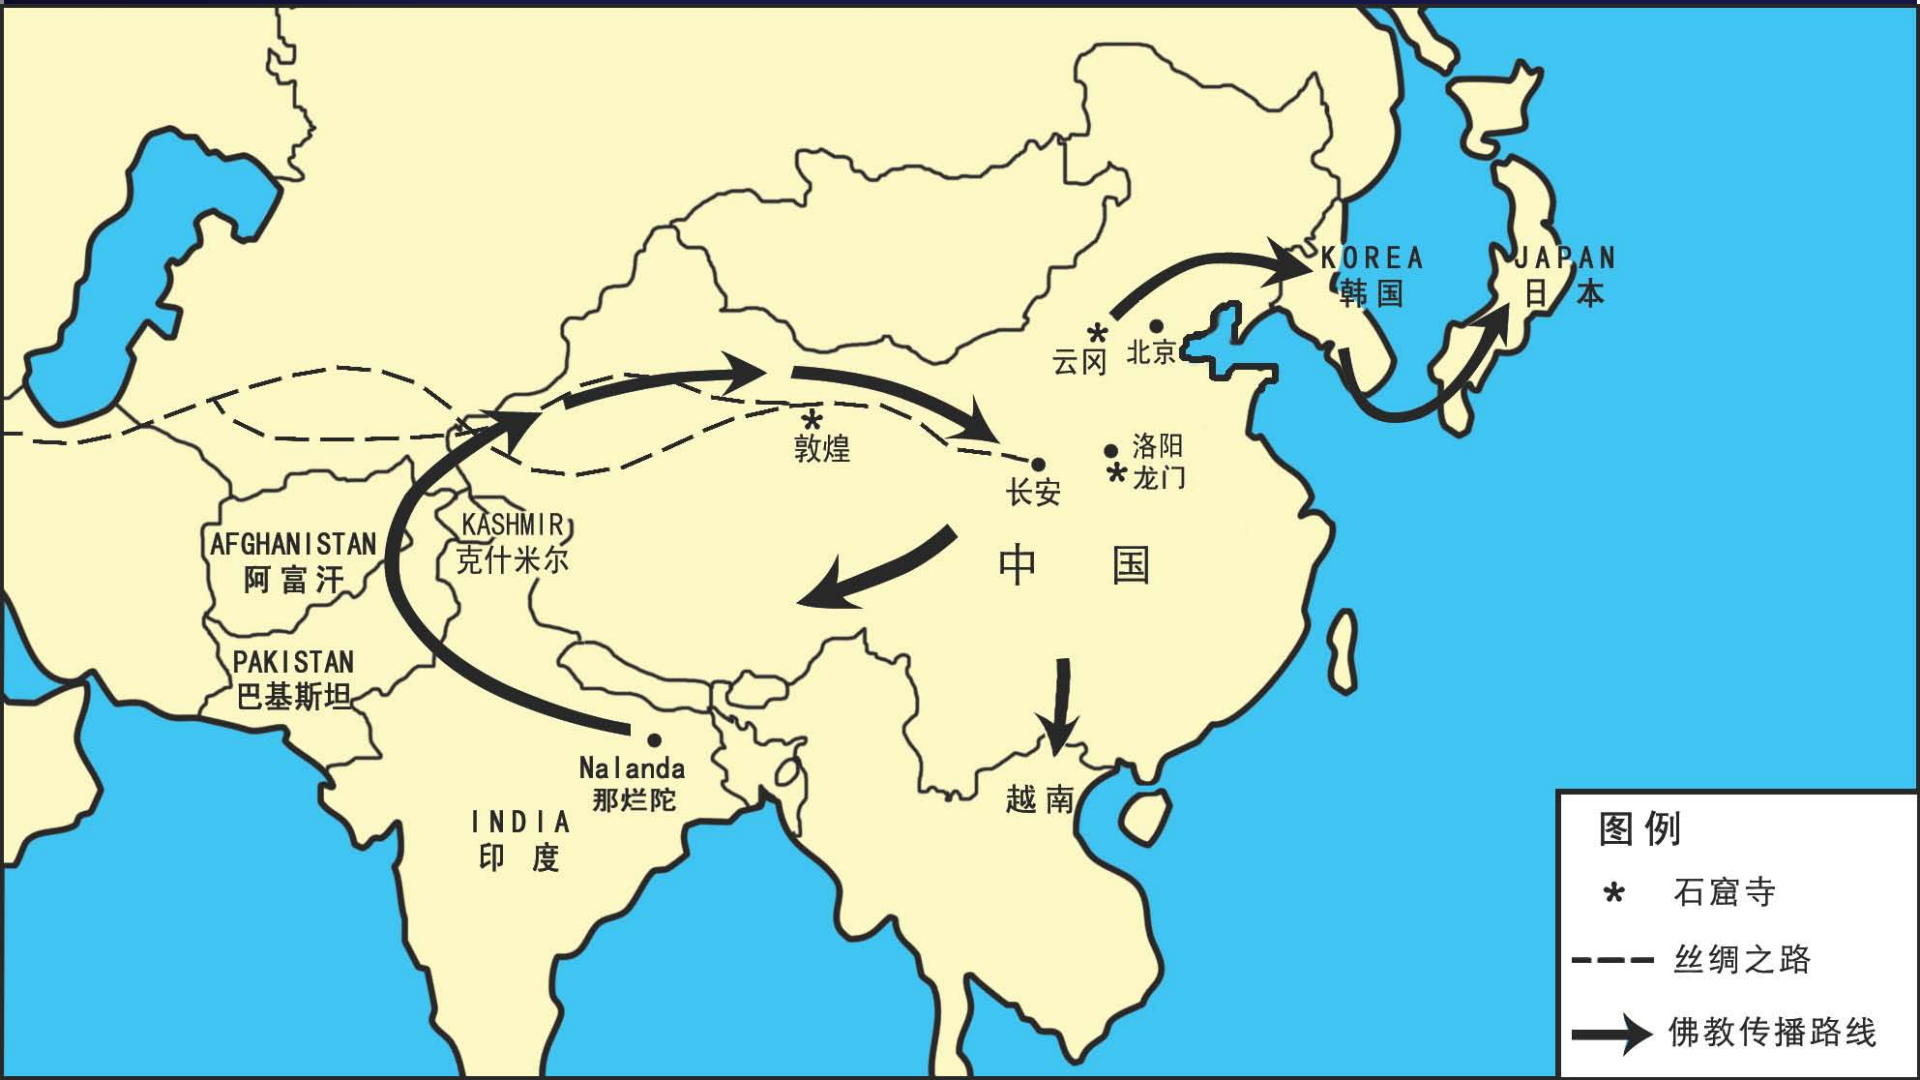 KOREA
韩国
JAPAN
日本
云冈
北京
敦煌
洛阳
龙门
长安
KASHMIR
克什米尔
AFGHANISTAN
阿富汗
中国
PAKISTAN
巴基斯坦
Nalanda
那烂陀
INDIA
印度
越南
图例
* 石窟寺
丝绸之路
佛教传播路线